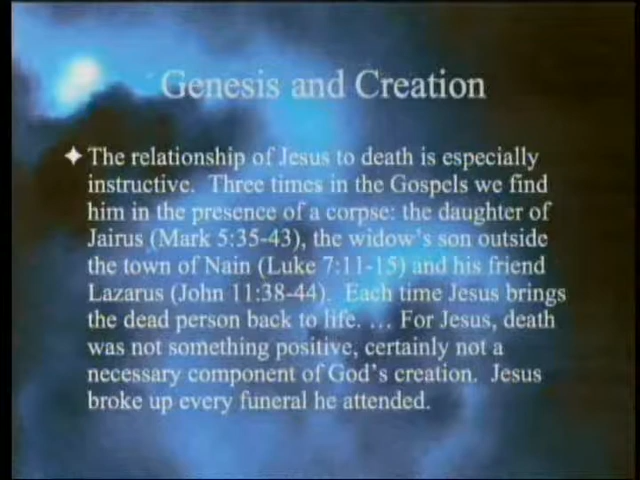 Genesis and Creation
The relationship of Jesus to death is especially
instructive. Three times in the Gospels we find
him in the presence of a corpse: the daughter of
Jairus (Mark 5:35-43), the widow's son outside
the town of Nain (Luke 7:11-15) and his friend
Lazarus (John 11:38-44). Each time Jesus brings
the dead person back to life. … For Jesus, death
was not something positive, certainly not a
necessary component of God's creation. Jesus
broke up every funeral he attended.